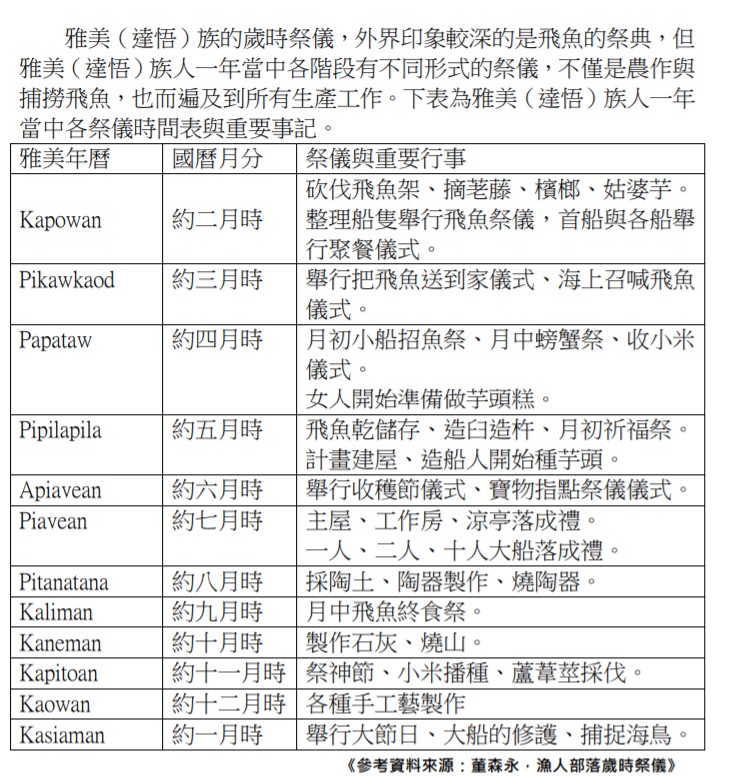 雅美（達悟）族的歲時祭儀，外界印象較深的是飛魚的祭典，但
雅美（達悟）族人一年當中各階段有不同形式的祭儀，不僅是農作與
捕撈飛魚，也而遍及到所有生產工作。下表為雅美（達悟）族人一年
當中各祭儀時間表與重要事記。
雅美年曆 國曆月分 祭儀與重要行事
砍伐飛魚架、摘荖藤、檳榔、姑婆芋。
Kapowan 約二月時 整理船隻舉行飛魚祭儀，首船與各船舉
行聚餐儀式。
Pikawkaod 約三月時 舉行把飛魚送到家儀式、海上召喊飛魚
儀式。
Papataw 約四月時 月初小船招魚祭、月中螃蟹祭、收小米
儀式。
女人開始準備做芋頭糕。
Pipilapila 約五月時 飛魚乾儲存、造臼造杵、月初祈福祭。
計畫建屋、造船人開始種芋頭。
Apiavean 約六月時 舉行收穫節儀式、寶物指點祭儀儀式。
Piavean 約七月時 主屋、工作房、涼亭落成禮。
一人、二人、十人大船落成禮。
Pitanatana 約八月時 採陶土、陶器製作、燒陶器。
Kaliman 約九月時 月中飛魚終食祭。
Kaneman 約十月時 製作石灰、燒山。
Kapitoan 約十一月時 祭神節、小米播種、蘆葦莖採伐。
Kaowan 約十二月時 各種手工藝製作
Kasiaman 約一月時 舉行大節日、大船的修護、捕捉海鳥。
《參考資料來源：董森永，漁人部落歲時祭儀》